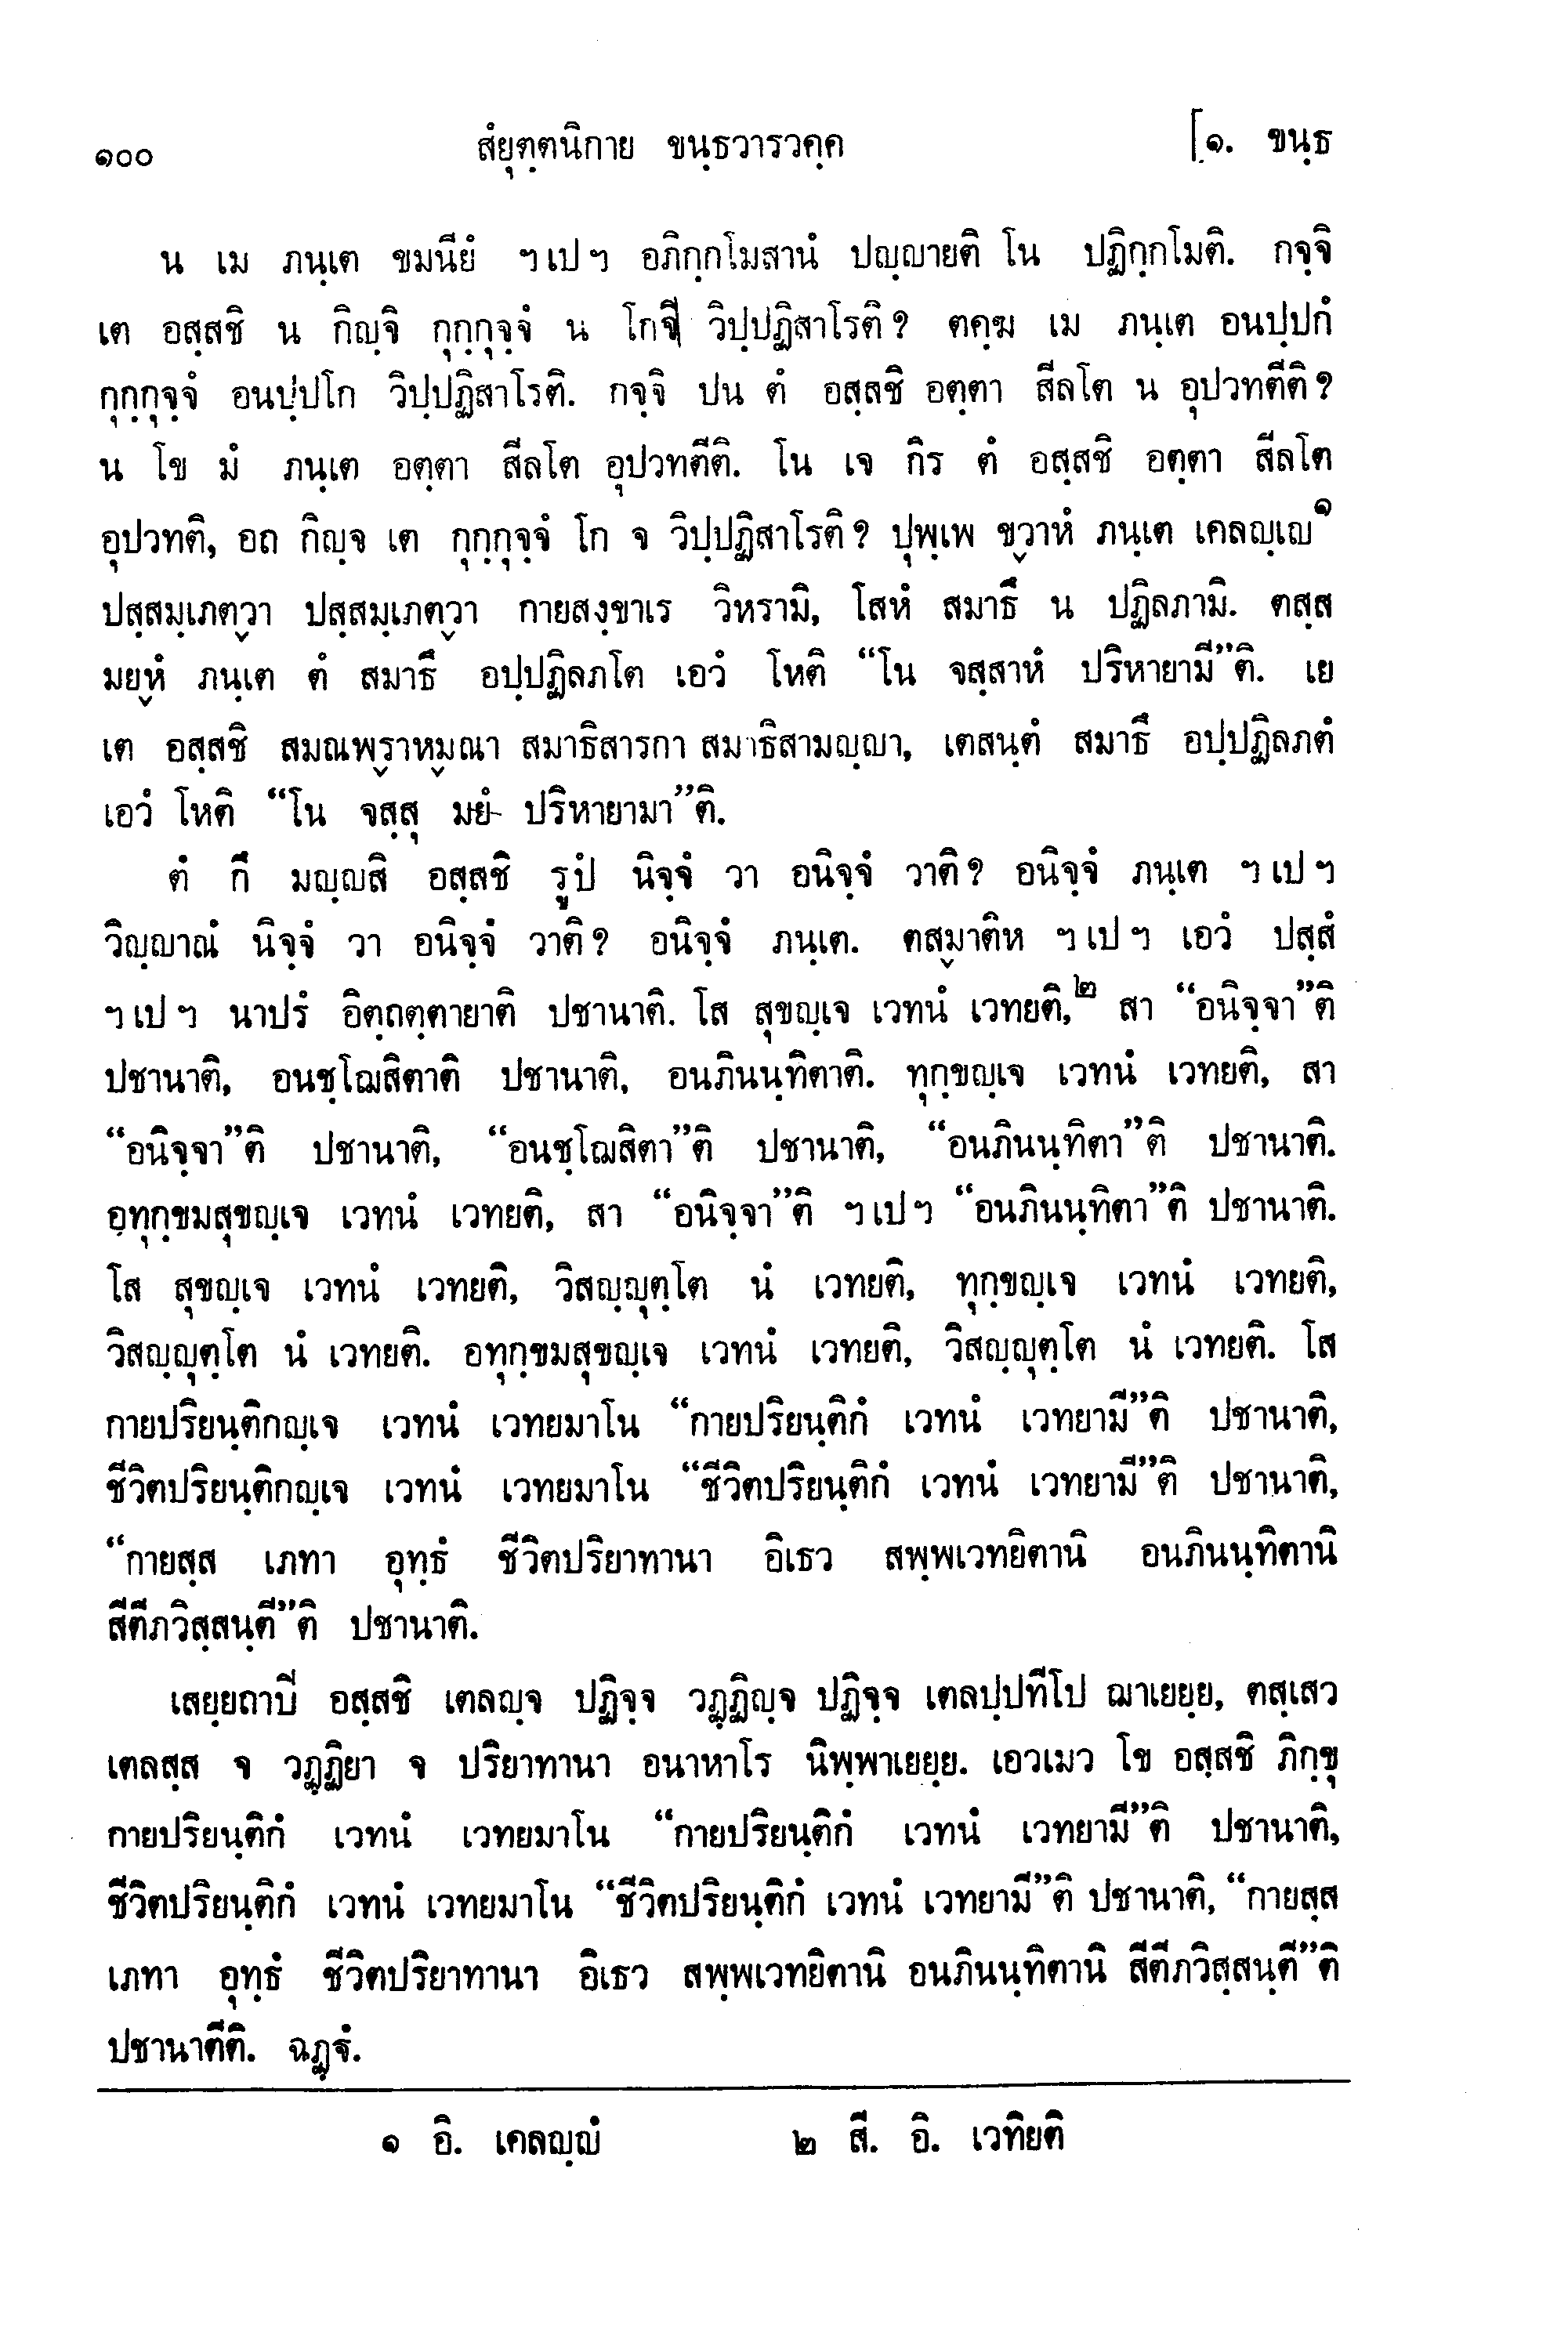 ๑๐๐ สํยุตฺตนิกาย ขนฺธวารวคฺค [๑. ขนฺธ
น เม ภนฺเต ขมนียํ ฯเปฯ อภิกฺกโมสานํ ปญฺญายติ โน ปฏิกฺกโมติ. กจฺจิ
เต อสฺสชิ น กิญฺจิ กุกฺกุจฺจํ น โกจิ วิปฺปฏิสาโรติ? ตคฺฆ เม ภนฺเต อนปฺปกํ
กุกฺกุจฺจํ อนปฺปโก วิปฺปฏิสาโรติ. กจฺจิ ปน ตํ อสฺสชิ อตฺตา สีลโต น อุปวทตีติ?
น โข มํ ภนฺเต อตฺตา สีลโต อุปวทตีติ. โน เจ กิร ตํ อสฺสชิ อตฺตา สีลโต
อุปวทติ, อถ กิญฺจ เต กุกฺกุจฺจํ โก จ วิปฺปฏิสาโรติ? ปุพฺเพ ขฺวาหํ ภนฺเต เคลญฺเญ๑
ปสฺสมฺเภตฺวา ปสฺสมฺเภตฺวา กายสงฺขาเร วิหรามิ, โสหํ สมาธึ น ปฏิลภามิ. ตสฺส
มยฺหํ ภนฺเต ตํ สมาธึ อปฺปฏิลภโต เอวํ โหติ “โน จสฺสาหํ ปริหายามี”ติ. เย
เต อสฺสชิ สมณพฺราหฺมณา สมาธิสารกา สมาธิสามญฺญา, เตสนฺตํ สมาธึ อปฺปฏิลภตํ
เอวํ โหติ “โน จสฺสุ มยํ ปริหายามา”ติ.
ตํ กึ มญฺญสิ อสฺสชิ รูปํ นิจฺจํ วา อนิจฺจํ วาติ? อนิจฺจํ ภนฺเต ฯเปฯ
วิญฺญาณํ นิจฺจํ วา อนิจฺจํ วาติ? อนิจฺจํ ภนฺเต. ตสฺมาติห ฯเปฯ เอวํ ปสฺสํ
ฯเปฯ นาปรํ อิตฺถตฺตายาติ ปชานาติ. โส สุขญฺเจ เวทนํ เวทยติ,๒ สา “อนิจฺจา”ติ
ปชานาติ, อนชฺโฌสิตาติ ปชานาติ, อนภินนฺทิตาติ. ทุกฺขญฺเจ เวทนํ เวทยติ, สา
“อนิจฺจา”ติ ปชานาติ, “อนชฺโฌสิตา”ติ ปชานาติ, “อนภินนฺทิตา”ติ ปชานาติ.
อทุกฺขมสุขญฺเจ เวทนํ เวทยติ, สา “อนิจฺจา”ติ ฯเปฯ “อนภินนฺทิตา”ติ ปชานาติ.
โส สุขญฺเจ เวทนํ เวทยติ, วิสญฺญุตฺโต นํ เวทยติ, ทุกฺขญฺเจ เวทนํ เวทยติ,
วิสญฺญุตฺโต นํ เวทยติ. อทุกฺขมสุขญฺเจ เวทนํ เวทยติ, วิสญฺญุตฺโต นํ เวทยติ. โส
กายปริยนฺติกญฺเจ เวทนํ เวทยมาโน “กายปริยนฺติกํ เวทนํ เวทยามี”ติ ปชานาติ,
ชีวิตปริยนฺติกญฺเจ เวทนํ เวทยมาโน “ชีวิตปริยนฺติกํ เวทนํ เวทยามี”ติ ปชานาติ,
“กายสฺส เภทา อุทฺธํ ชีวิตปริยาทานา อิเธว สพฺพเวทยิตานิ อนภินนฺทิตานิ
สีตีภวิสฺสนฺตี”ติ ปชานาติ.
เสยฺยถาปิ อสฺสชิ เตลญฺจ ปฏิจฺจ วฏฺฏิญฺจ ปฏิจฺจ เตลปฺปทีโป ฌาเยยฺย, ตสฺเสว
เตลสฺส จ วฏฺฏิยา จ ปริยาทานา อนาหาโร นิพฺพาเยยฺย. เอวเมว โข อสฺสชิ ภิกฺขุ
กายปริยนฺติกํ เวทนํ เวทยมาโน “กายปริยนฺติกํ เวทนํ เวทยามี”ติ ปชานาติ,
ชีวิตปริยนฺติกํ เวทนํ เวทยมาโน “ชีวิตปริยนฺติกํ เวทนํ เวทยามี”ติ ปชานาติ, “กายสฺส
เภทา อุทฺธํ ชีวิตปริยาทานา อิเธว สพฺพเวทยิตานิ อนภินนฺทิตานิ สีตีภวิสฺสนฺตี”ติ
ปชานาตีติ. ฉฏฺฐํ.
๑ อิ. เคลญฺญํ ๒ สี. อิ. เวทิยติ